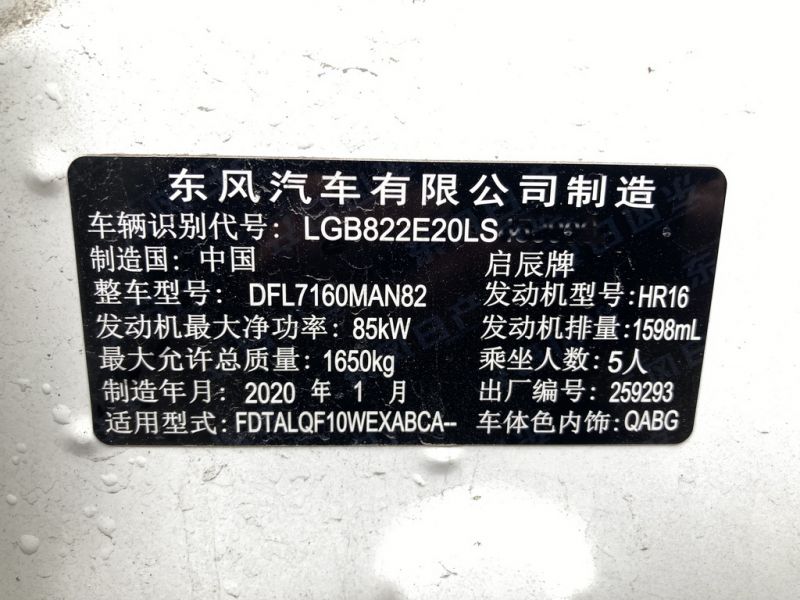 东风汽车有限公司制造
车辆识别代号: LGB822E20LS
制造国: 中国 启辰牌
整车型号: DFL7160MAN82 发动机型号: HR16
发动机最大净功率: 85kW 发动机排量: 1598mL
最大允许总质量: 1650kg 乘坐人数: 5人
制造年月: 2020 年 1 月 出厂编号: 259293
适用型式: FDTALQF10WEXABCA-- 车体色内饰: QABG